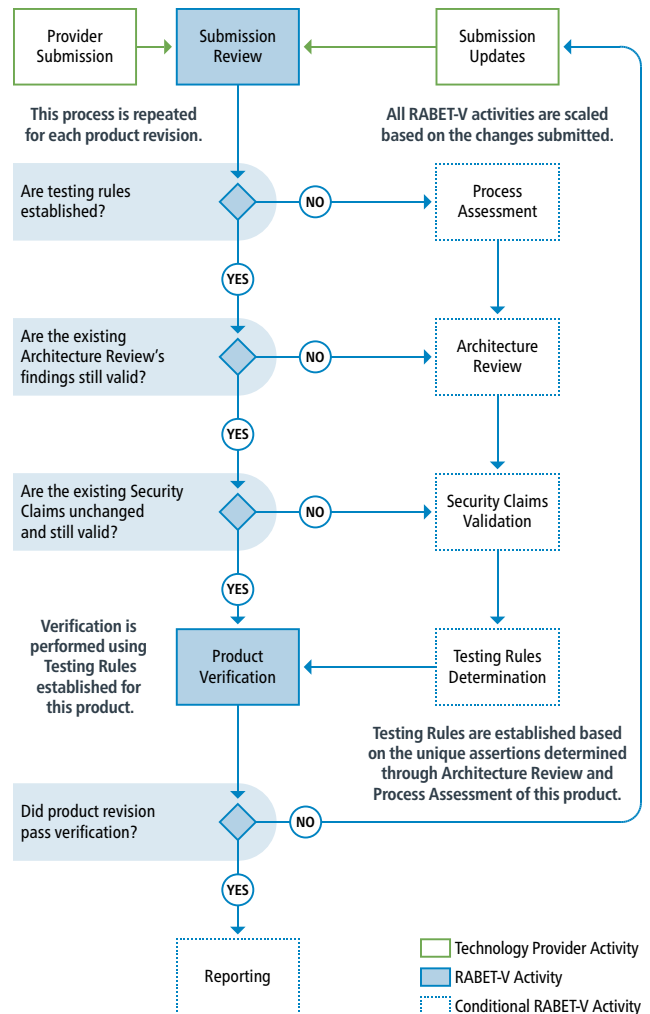 Provider
Submission
Submission
Review
Submission
Updates
This process is repeated
for each product revision.
All RABET-V activities are scaled
based on the changes submitted.
Are testing rules
established?
NO
Process
Assessment
YES
Are the existing
Architecture Review's
findings still valid?
NO
Architecture
Review
YES
Are the existing Security
Claims unchanged
and still valid?
NO
Security Claims
Validation
YES
Verification is
performed using
Testing Rules
established for
this product.
Product
Verification
Testing Rules
Determination
Testing Rules are established based
on the unique assertions determined
through Architecture Review and
Process Assessment of this product.
Did product revision
pass verification?
NO
YES
Reporting
Technology Provider Activity
RABET-V Activity
Conditional RABET-V Activity